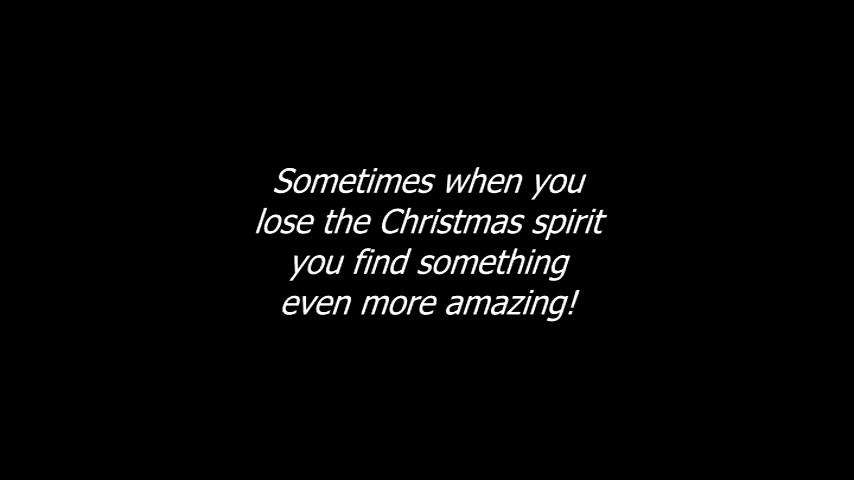 Sometimes when you
lose the Christmas spirit
you find something
even more amazing!